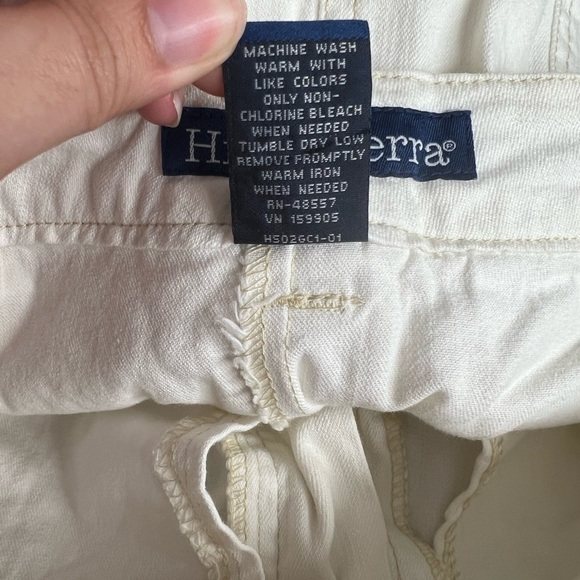 MACHINE WASH
WARM WITH
LIKE COLORS
ONLY NON-
CHLORINE BLEACH
WHEN NEEDED
TUMBLE DRY LOW
REMOVE PROMPTLY
WARM IRON
WHEN NEEDED
RN-48557
VN 159905
HS02GC1-01
erra®